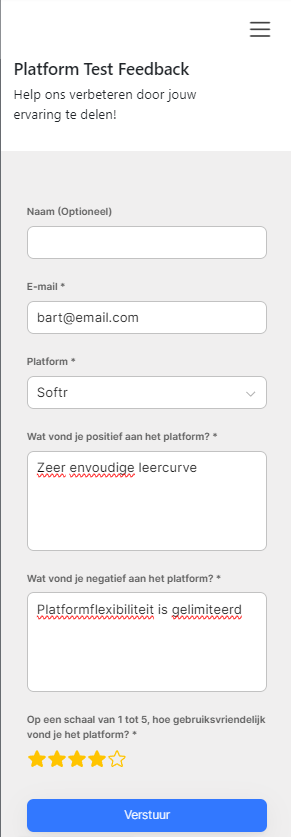 Platform Test Feedback
Help ons verbeteren door jouw
ervaring te delen!
Naam (Optioneel)
E-mail *
bart@email.com
Platform *
Softr
Wat vond je positief aan het platform? *
Zeer envoudige leercurve
Wat vond je negatief aan het platform? *
Platformflexibiliteit is gelimiteerd
Op een schaal van 1 tot 5, hoe gebruiksvriendelijk
vond je het platform? *
Verstuur